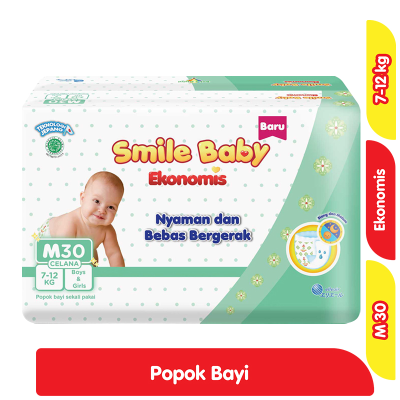 M30
TEKNOLOGI
JEPANG
Baru
Smile Baby
Ekonomis
Nyaman dan
Bebas Bergerak
M30
CELANA
7-12
KG
Boys
&
Girls
Popok bayi sekali pakai
7-12 kg
Ekonomis
M 30
Popok Bayi